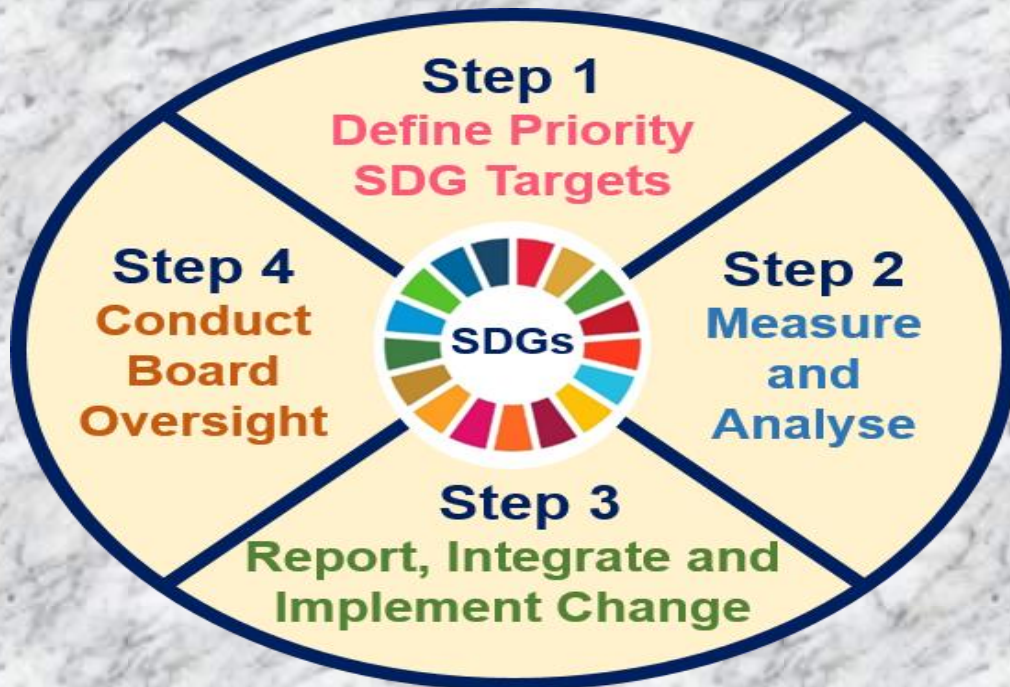 Step 1
Define Priority
SDG Targets
Step 4
Conduct
Board
Oversight
SDGs
Step 2
Measure
and
Analyse
Step 3
Report, Integrate and
Implement Change